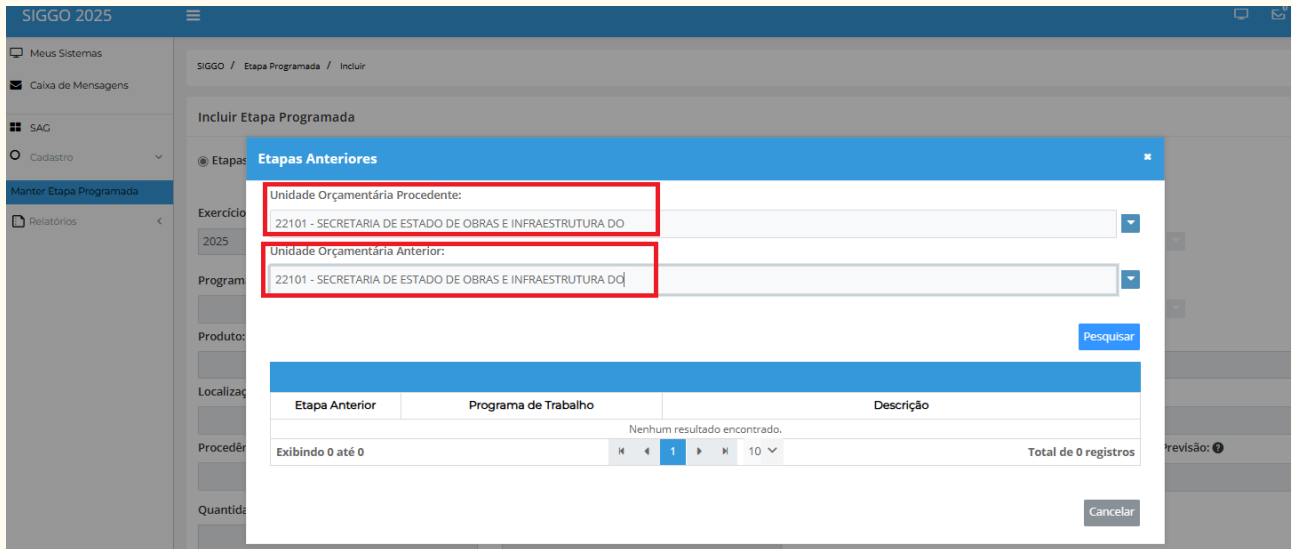 SIGGO 2025
Meus Sistemas
Caixa de Mensagens
SAG
Cadastro
Manter Etapa Programada
Relatórios
SIGGO / Etapa Programada / Incluir
Incluir Etapa Programada
Etapas
Exercício
2025
Program
Produto:
Localizaç
Procedên
Quantida
Previsão:
Etapas Anteriores
Unidade Orçamentária Procedente:
22101 - SECRETARIA DE ESTADO DE OBRAS E INFRAESTRUTURA DO
Unidade Orçamentária Anterior:
22101 - SECRETARIA DE ESTADO DE OBRAS E INFRAESTRUTURA DO
Pesquisar
Etapa Anterior Programa de Trabalho Descrição
Nenhum resultado encontrado.
Exibindo 0 até 0 1 10 Total de 0 registros
Cancelar